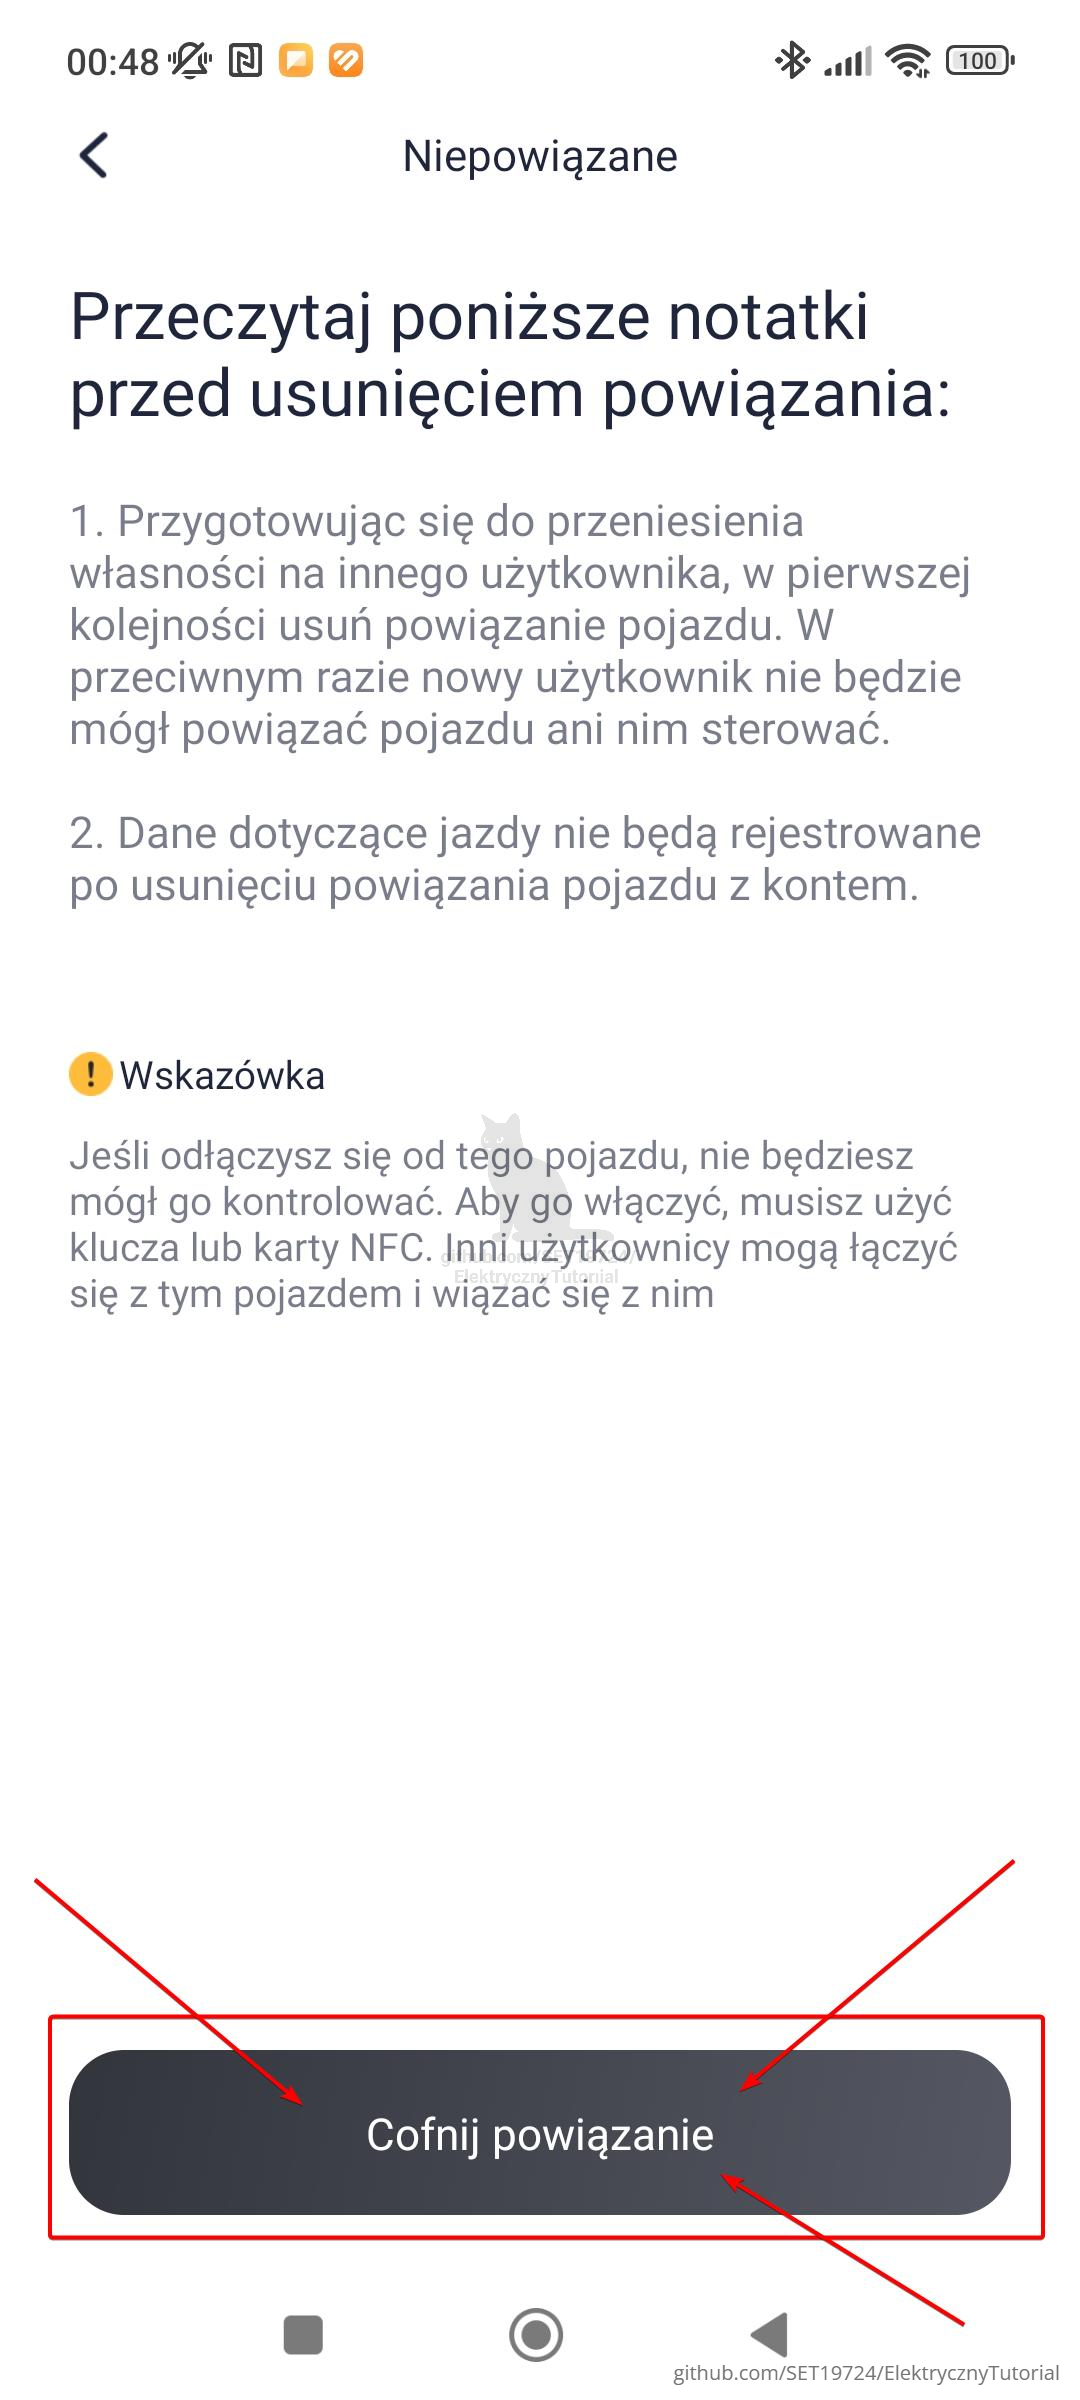 00:48
100
Niepowiązane
Przeczytaj poniższe notatki
przed usunięciem powiązania:
1. Przygotowując się do przeniesienia
własności na innego użytkownika, w pierwszej
kolejności usuń powiązanie pojazdu. W
przeciwnym razie nowy użytkownik nie będzie
mógł powiązać pojazdu ani nim sterować.
2. Dane dotyczące jazdy nie będą rejestrowane
po usunięciu powiązania pojazdu z kontem.
! Wskazówka
Jeśli odłączysz się od tego pojazdu, nie będziesz
mógł go kontrolować. Aby go włączyć, musisz użyć
klucza lub karty NFC. Inni użytkownicy mogą łączyć
się z tym pojazdem i wiązać się z nim
github.com/SET19724/
ElektrycznyTutorial
Cofnij powiązanie
github.com/SET19724/ElektrycznyTutorial